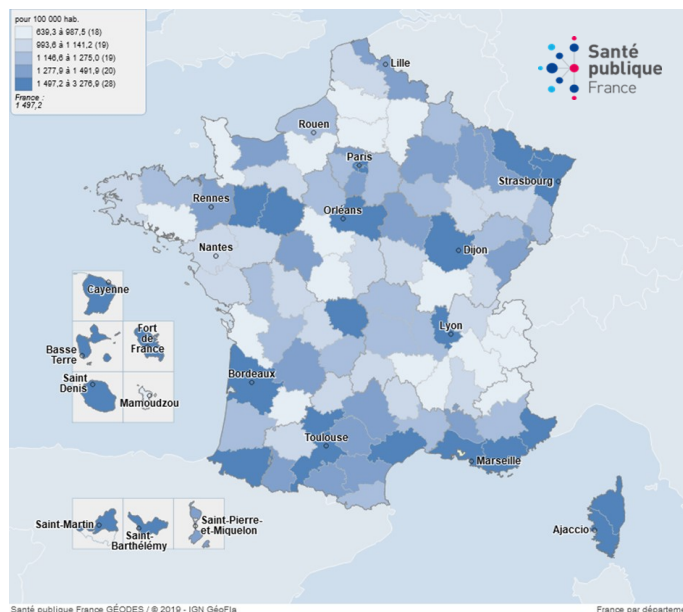 pour 100 000 hab.
639,3 à 987,5 (18)
993,6 à 1 141,2 (19)
1 146,6 à 1 275,0 (19)
1 277,9 à 1 491,9 (20)
1 497,2 à 3 276,9 (28)
France :
1 497,2
Santé
publique
France
Lille
Rouen
Paris
Strasbourg
Rennes
Orléans
Nantes
Dijon
Cayenne
Fort
de
France
Basse
Terre
Lyon
Saint
Denis
Mamoudzou
Bordeaux
Toulouse
Marseille
Saint-Martin
Saint-
Barthélémy
Saint-Pierre-
et-Miquelon
Ajaccio
Santé publique France GÉODES / © 2019 - IGN GéoFla
France par départeme